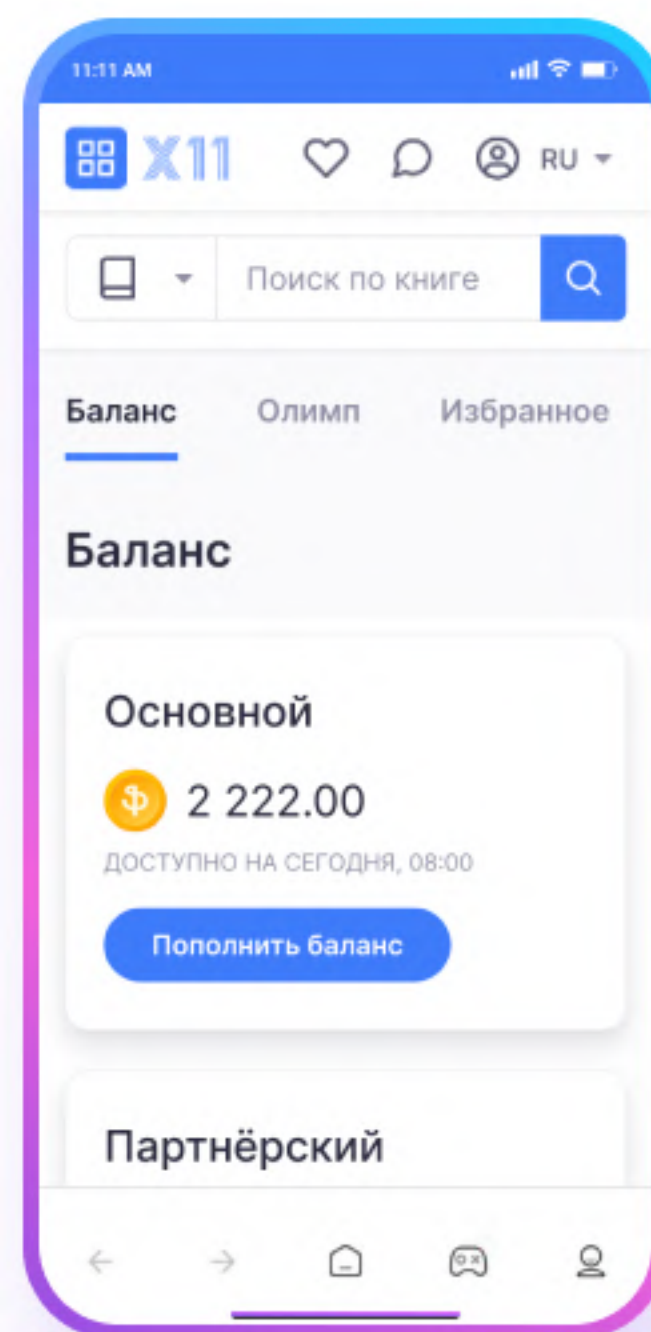 11:11 AM
X11
RU
Поиск по книге
Баланс Олимп Избранное
Баланс
Основной
2 222.00
ДОСТУПНО НА СЕГОДНЯ, 08:00
Пополнить баланс
Партнёрский